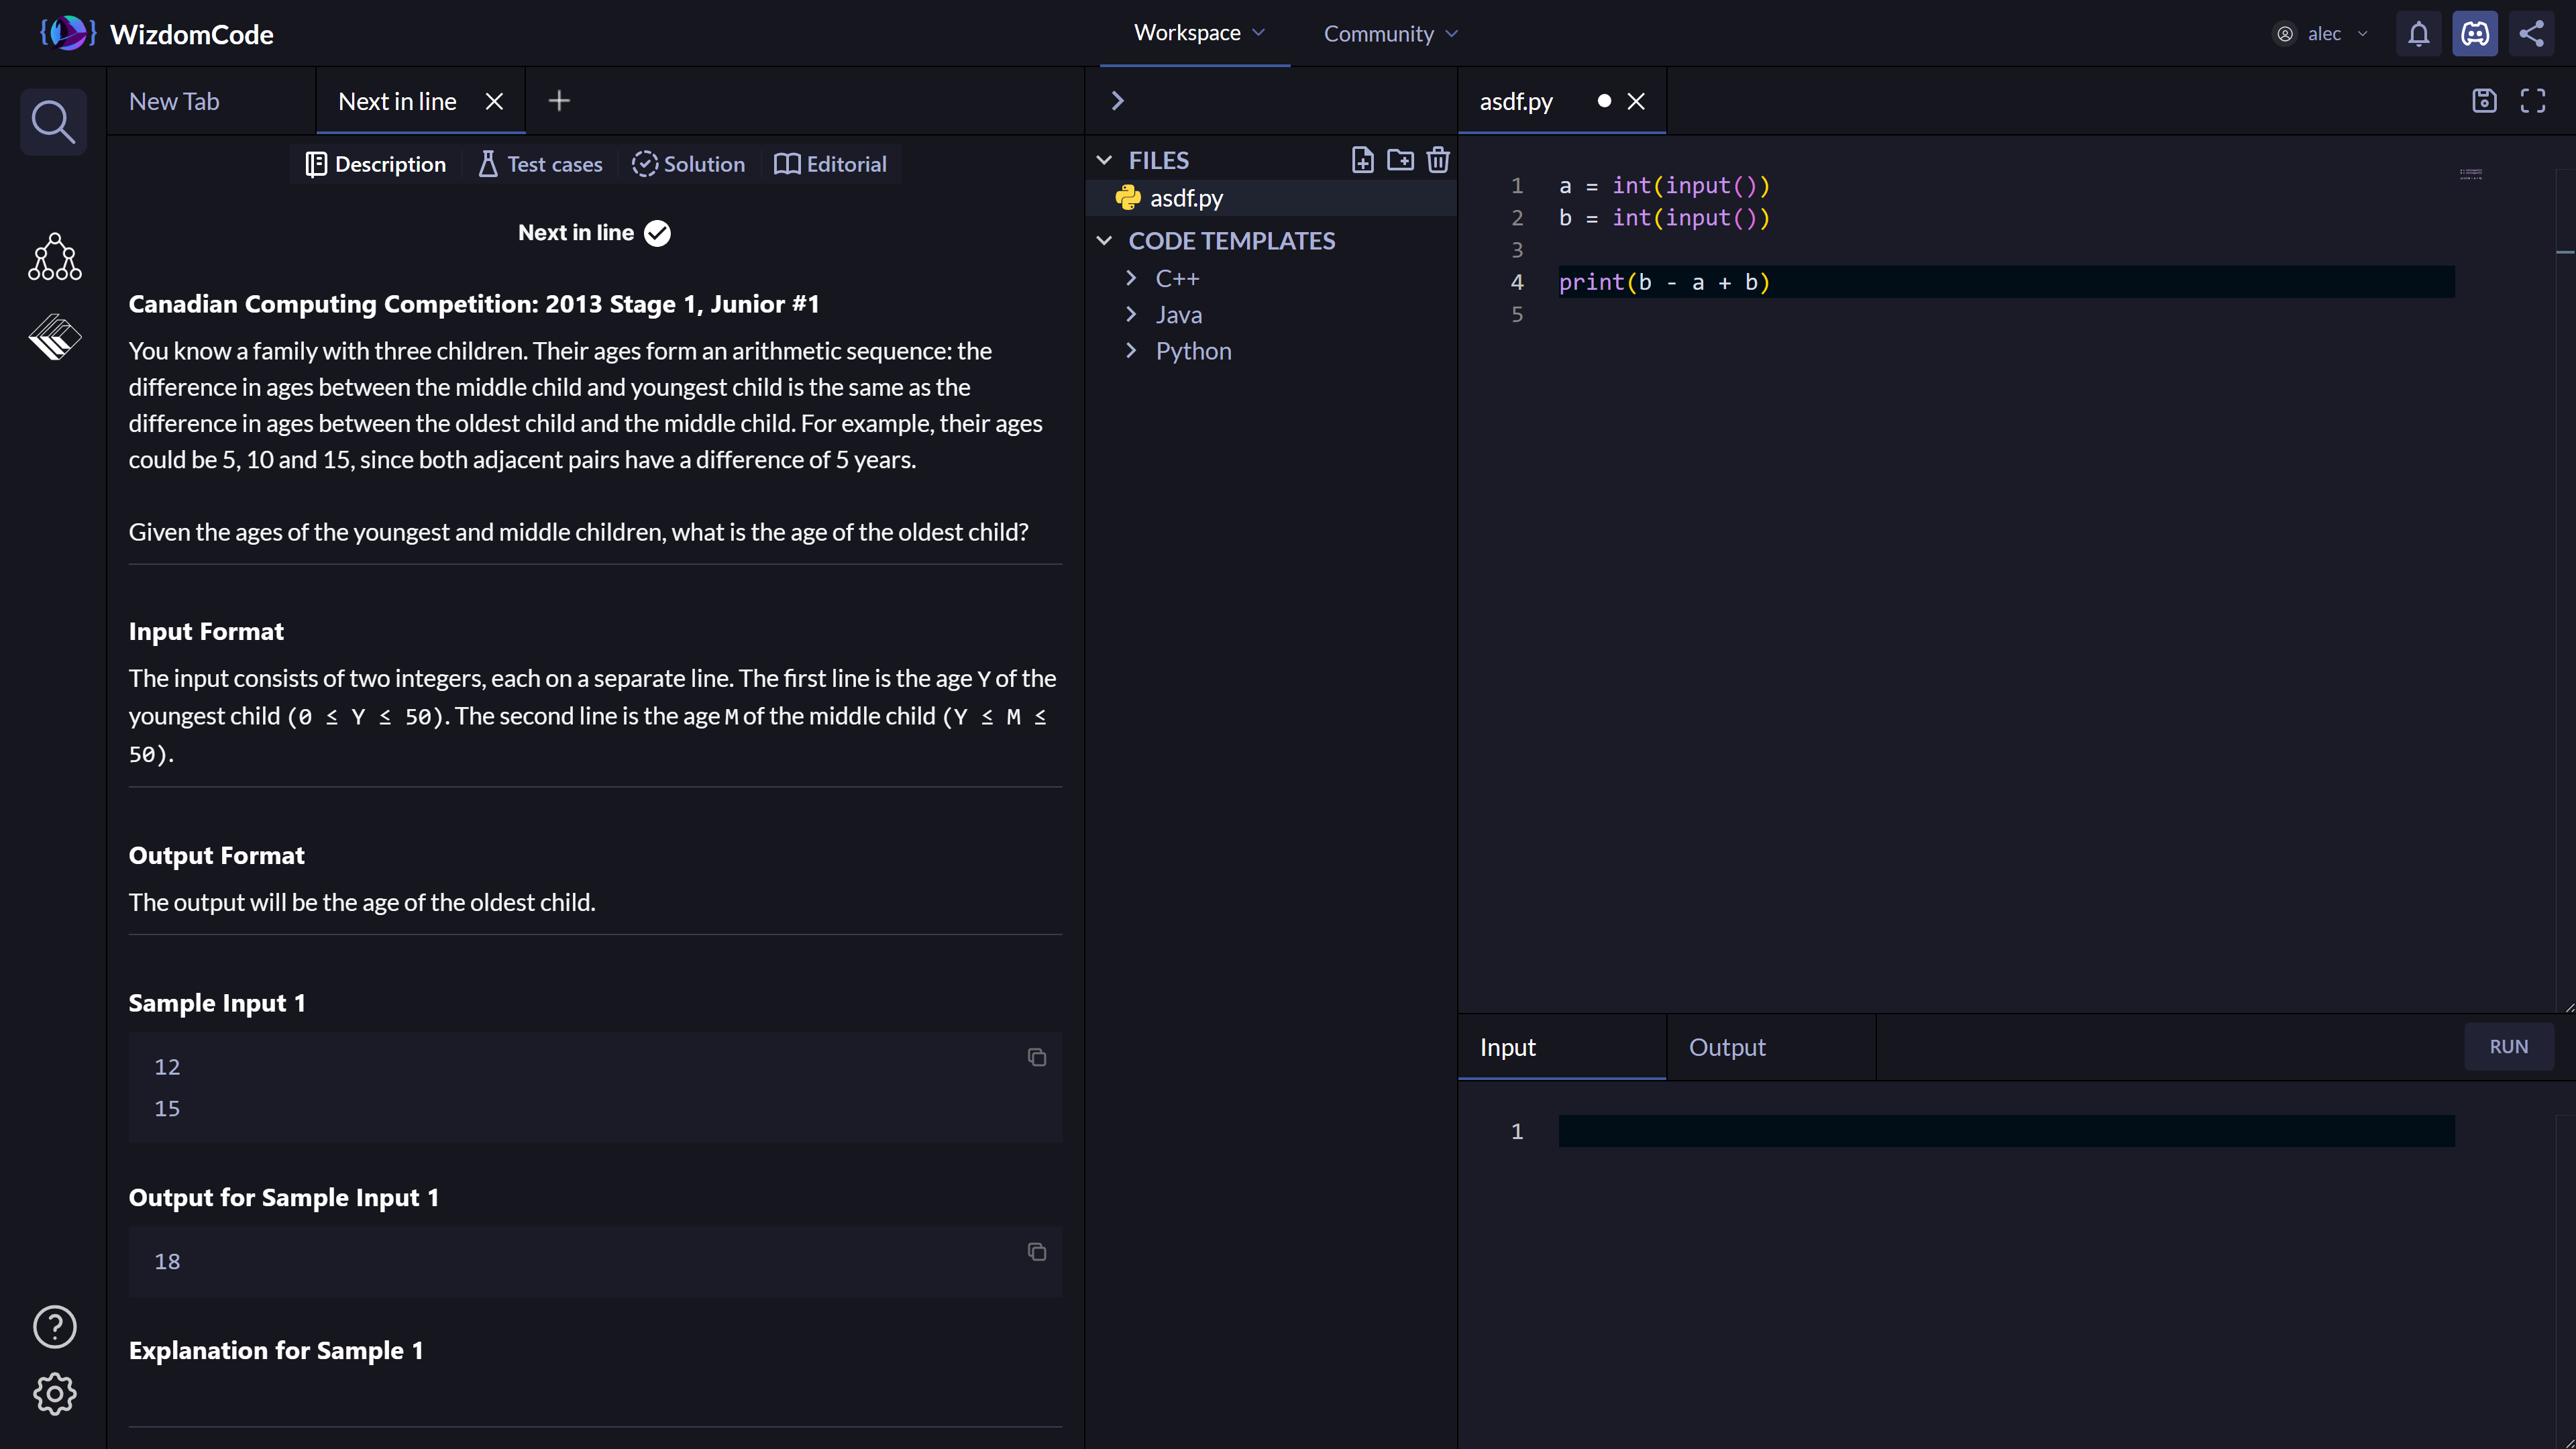 WizdomCode
Workspace
Community
alec
New Tab
Next in line
asdf.py
Description
Test cases
Solution
Editorial
Next in line
Canadian Computing Competition: 2013 Stage 1, Junior #1
You know a family with three children. Their ages form an arithmetic sequence: the
difference in ages between the middle child and youngest child is the same as the
difference in ages between the oldest child and the middle child. For example, their ages
could be 5, 10 and 15, since both adjacent pairs have a difference of 5 years.
Given the ages of the youngest and middle children, what is the age of the oldest child?
Input Format
The input consists of two integers, each on a separate line. The first line is the age Y of the
youngest child (0 ≤ Y ≤ 50). The second line is the age M of the middle child (Y ≤ M ≤
50).
Output Format
The output will be the age of the oldest child.
Sample Input 1
12
15
Output for Sample Input 1
18
Explanation for Sample 1
FILES
asdf.py
CODE TEMPLATES
C++
Java
Python
1 a = int(input())
2 b = int(input())
3
4 print(b - a + b)
5
Input
Output
RUN
1